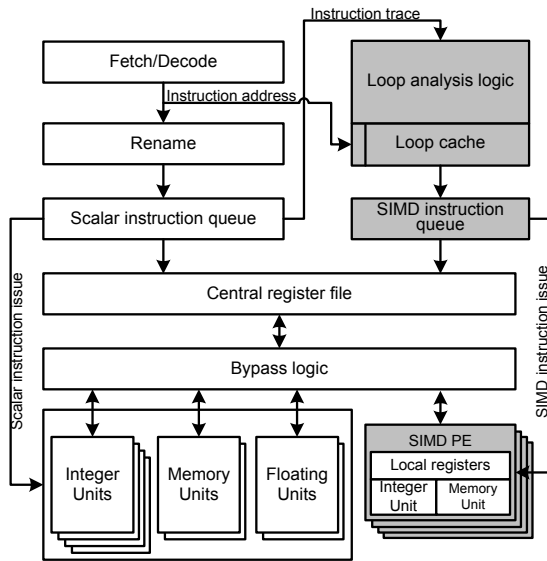 Instruction trace
Fetch/Decode
Loop analysis logic
Instruction address
Rename
Loop cache
Scalar instruction queue
SIMD instruction
queue
Scalar instruction issue
SIMD instruction issue
Central register file
Bypass logic
Integer
Units
Memory
Units
Floating
Units
SIMD PE
Local registers
Integer
Unit
Memory
Unit